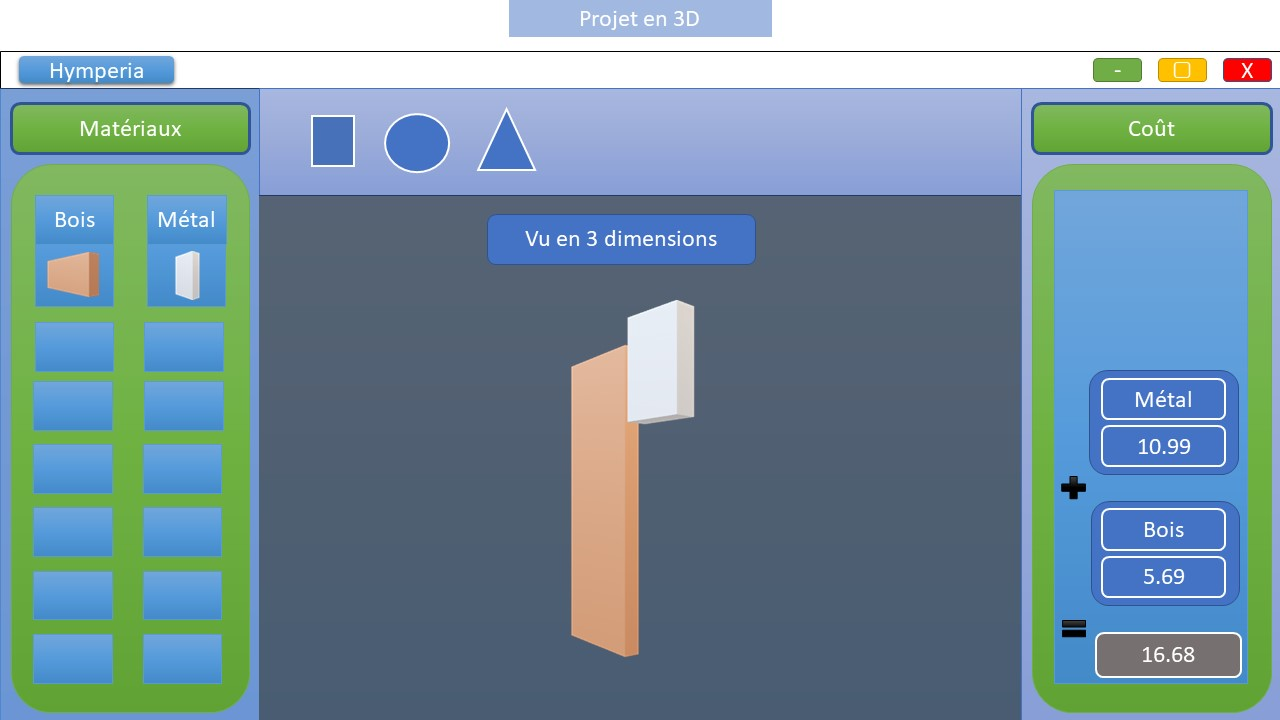 Projet en 3D
Hymperia
-
X
Matériaux
Coût
Bois
Métal
Vu en 3 dimensions
Métal
10.99
Bois
5.69
16.68